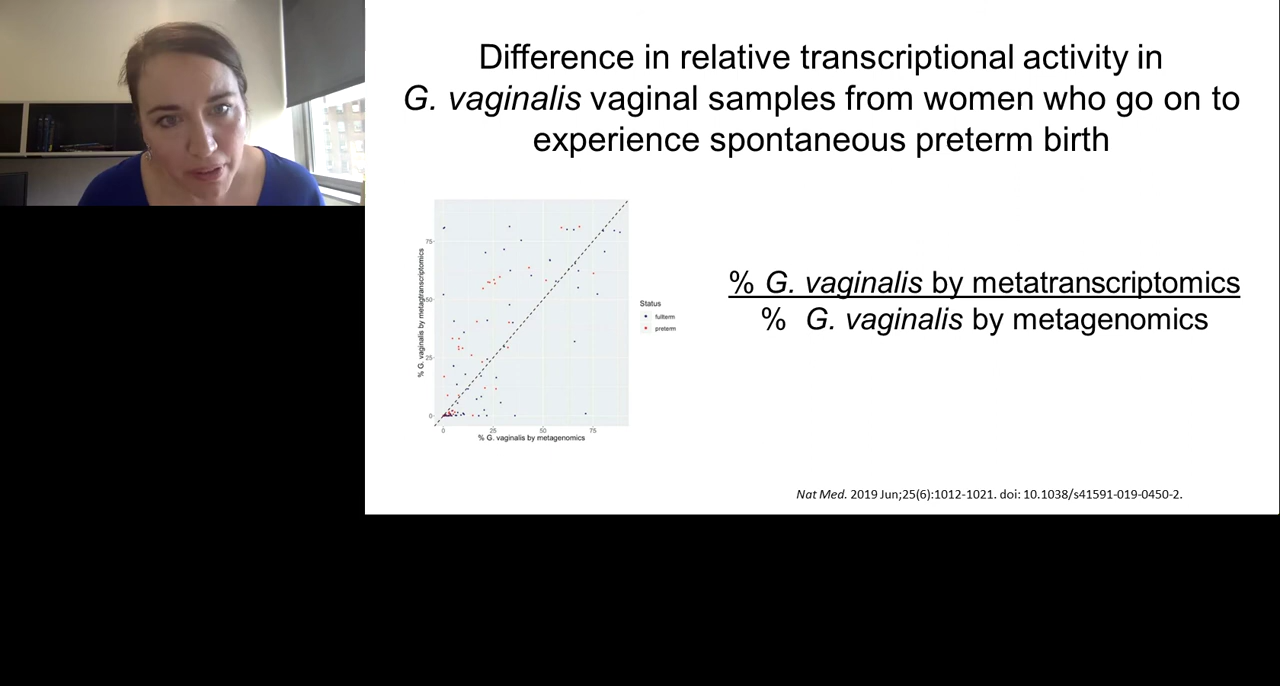 Difference in relative transcriptional activity in
G. vaginalis vaginal samples from women who go on to
experience spontaneous preterm birth
% G. vaginalis by metatranscriptomics
75
50
25
0
0
25
50
75
% G. vaginalis by metagenomics
Status
fullterm
preterm
% G. vaginalis by metatranscriptomics
% G. vaginalis by metagenomics
Nat Med. 2019 Jun;25(6):1012-1021. doi: 10.1038/s41591-019-0450-2.